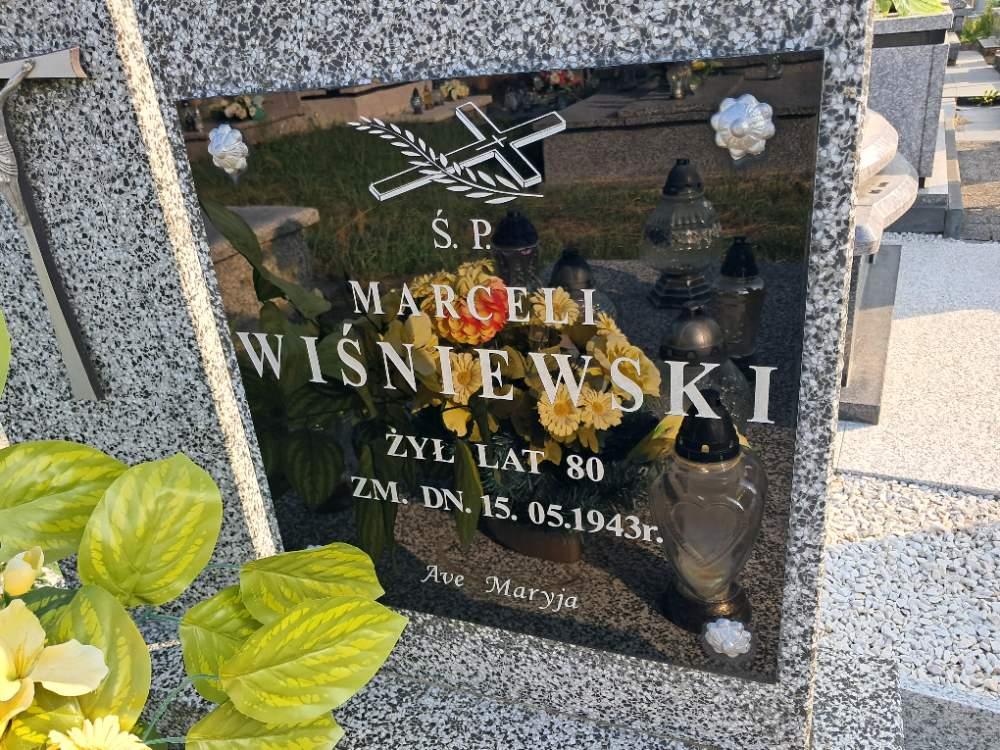 Ś. P.
MARCELI
WIŚNIEWSKI
ŻYŁ LAT 80
ZM. DN. 15. 05.1943r.
Ave Maryja